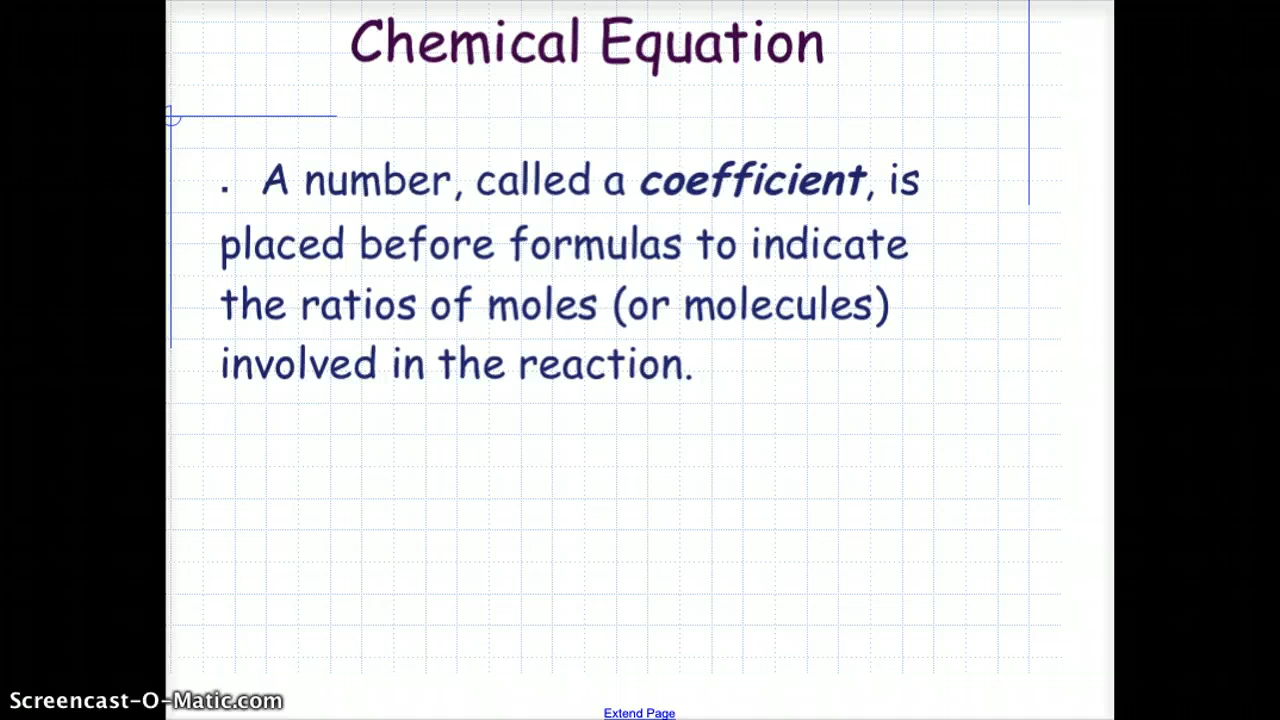 Chemical Equation
. A number, called a coefficient, is
placed before formulas to indicate
the ratios of moles (or molecules)
involved in the reaction.
Screencast-O-Matic.com
Extend Page